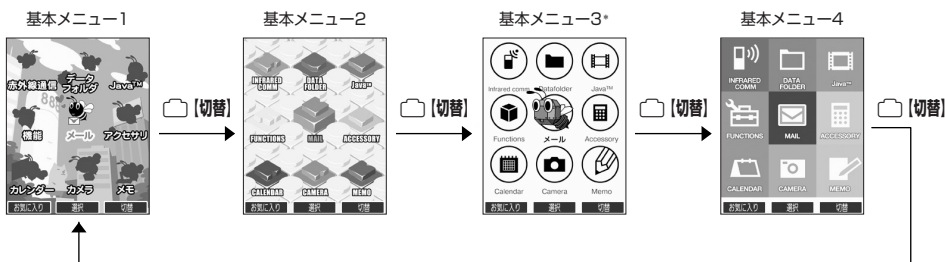 基本メニュー1
赤外線通信 データフォルダ Java™
機能 メール アクセサリ
カレンダー カメラ メモ
お気に入り 選択 切替
【切替】
基本メニュー2
INFRARED COMM DATA FOLDER Java™
FUNCTIONS MAIL ACCESSORY
CALENDAR CAMERA MEMO
お気に入り 選択 切替
【切替】
基本メニュー3*
Infrared comm Datafolder Java™
Functions メール Accessory
Calendar Camera Memo
お気に入り 選択 切替
【切替】
基本メニュー4
INFRARED COMM DATA FOLDER Java™
FUNCTIONS MAIL ACCESSORY
CALENDAR CAMERA MEMO
お気に入り 選択 切替
【切替】